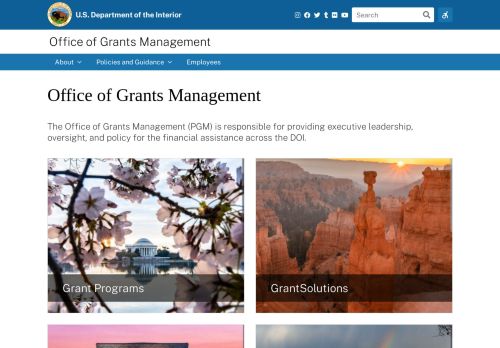 U.S. Department of the Interior
Search
Office of Grants Management
About
Policies and Guidance
Employees
Office of Grants Management
The Office of Grants Management (PGM) is responsible for providing executive leadership,
oversight, and policy for the financial assistance across the DOI.
Grant Programs
GrantSolutions